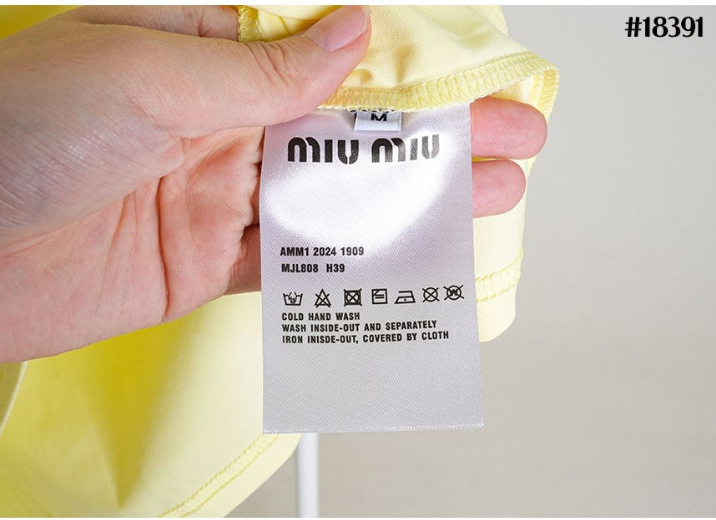 #18391
M
MIU MIU
AMM1 2024 1909
MJL808 H39
COLD HAND WASH
WASH INSIDE-OUT AND SEPARATELY
IRON INISDE-OUT, COVERED BY CLOTH